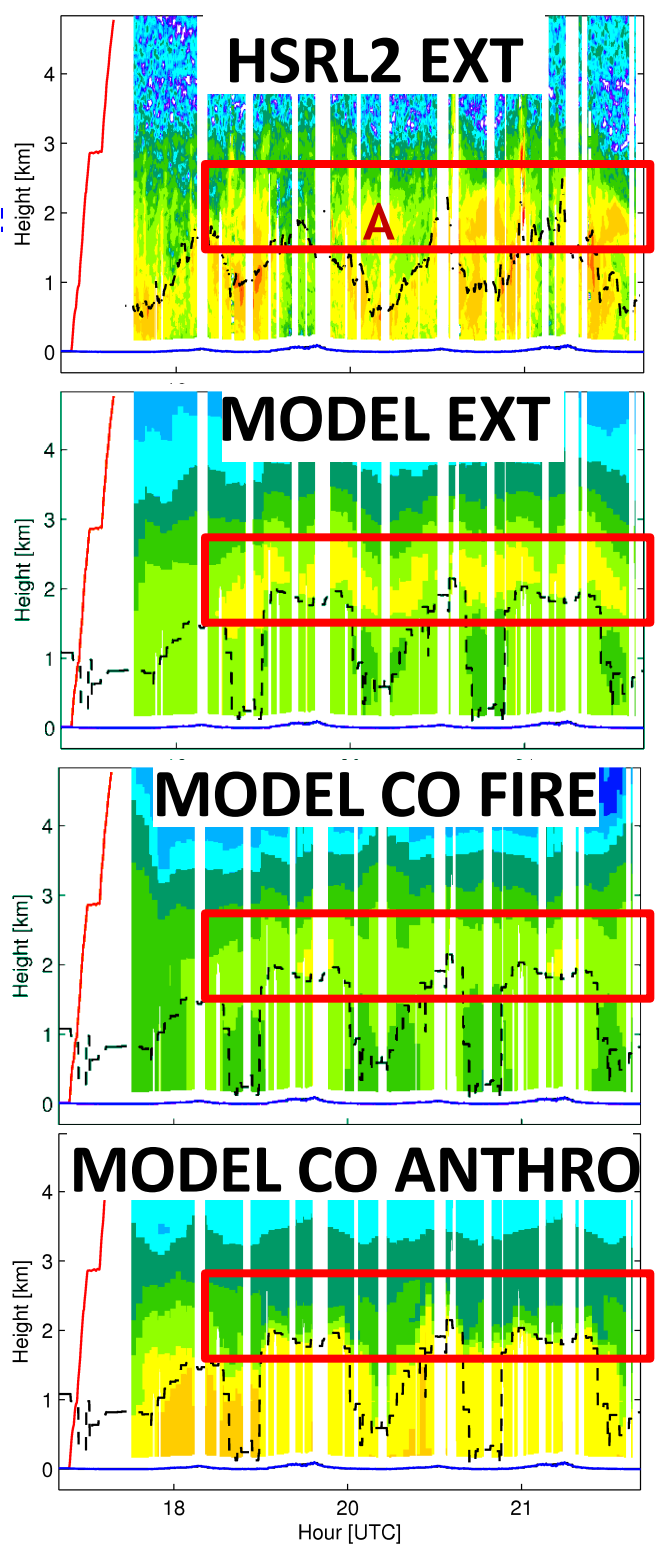 HSRL2 EXT
4
3
2
1
0
Height [km]
A
MODEL EXT
4
3
2
1
0
Height [km]
MODEL CO FIRE
4
3
2
1
0
Height [km]
MODEL CO ANTHRO
4
3
2
1
0
Height [km]
18
20
21
Hour [UTC]